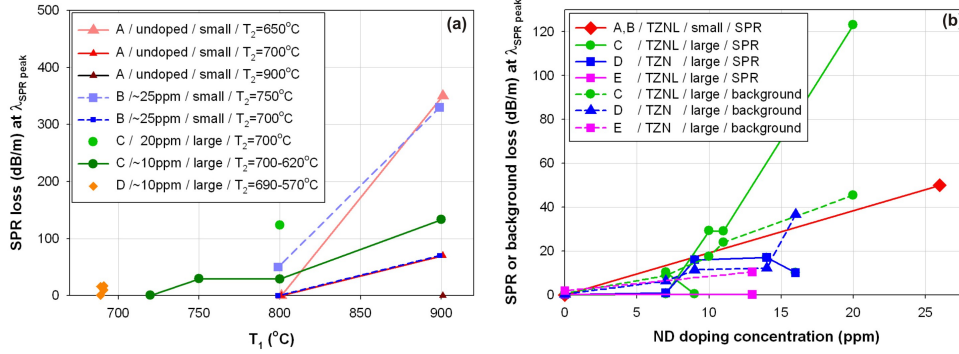 (a)
A / undoped / small / T₂=650°C
A / undoped / small / T₂=700°C
A / undoped / small / T₂=900°C
B /~25ppm / small / T₂=750°C
B /~25ppm / small / T₂=700°C
C / 20ppm / large / T₂=700°C
C /~10ppm / large / T₂=700-620°C
D /~10ppm / large / T₂=690-570°C
SPR loss (dB/m) at λ SPR peak
400
300
200
100
0
700
750
800
850
900
T₁ (°C)
(b)
A,B / TZNL / small / SPR
C / TZNL / large / SPR
D / TZN / large / SPR
E / TZN / large / SPR
C / TZNL / large / background
D / TZN / large / background
E / TZN / large / background
SPR or background loss (dB/m) at λ SPR peak
120
100
80
60
40
20
0
0
5
10
15
20
25
ND doping concentration (ppm)